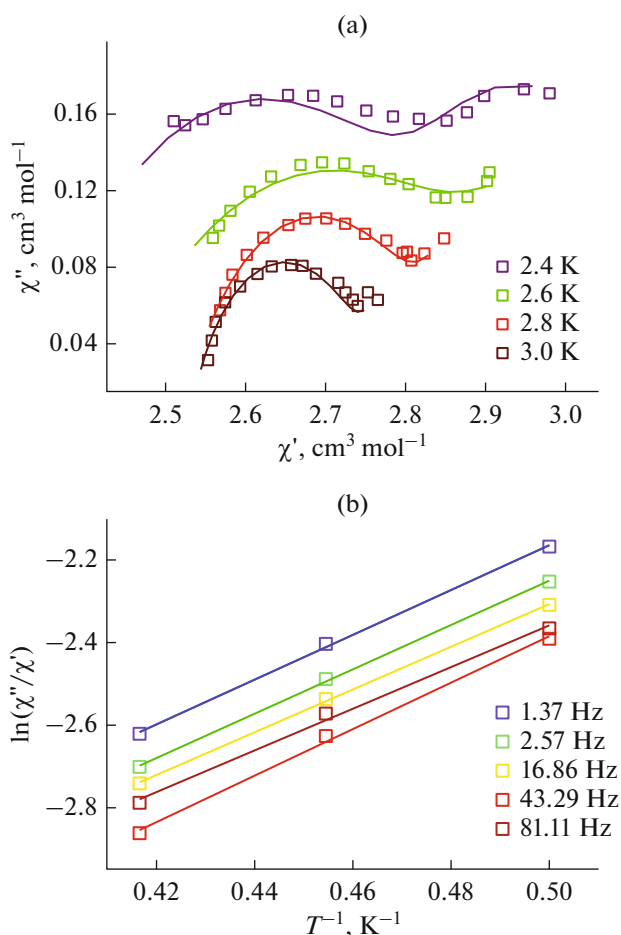 (a)
0.16
0.12
0.08
0.04
χ″, cm³ mol⁻¹
2.4 K
2.6 K
2.8 K
3.0 K
2.5 2.6 2.7 2.8 2.9 3.0
χ′, cm³ mol⁻¹
(b)
−2.2
−2.4
−2.6
−2.8
ln(χ″/χ′)
1.37 Hz
2.57 Hz
16.86 Hz
43.29 Hz
81.11 Hz
0.42 0.44 0.46 0.48 0.50
T⁻¹, K⁻¹